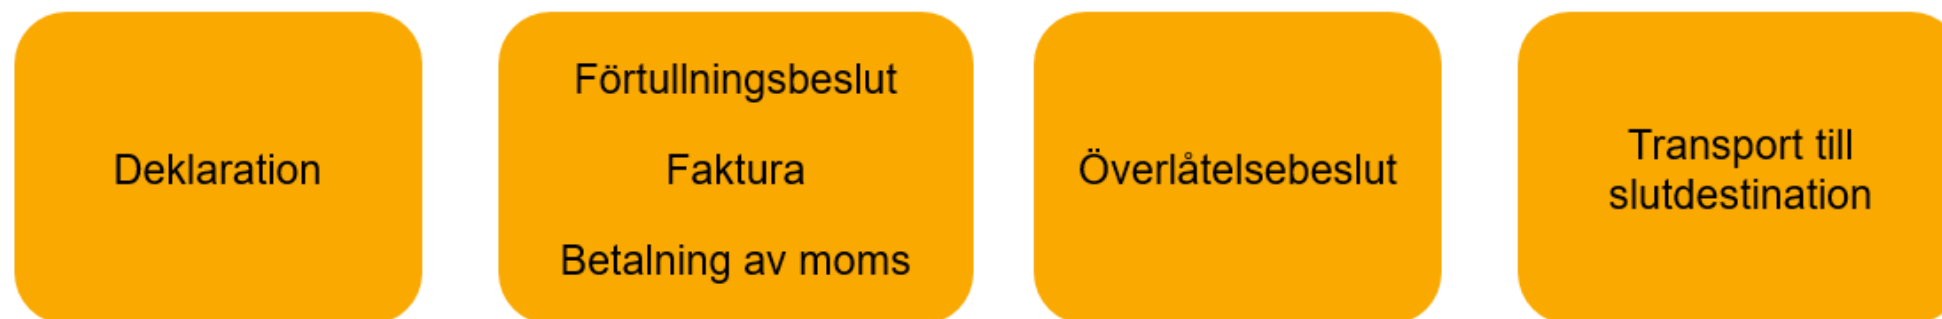 Deklaration
Förtullningsbeslut
Faktura
Betalning av moms
Överlåtelsebeslut
Transport till
slutdestination